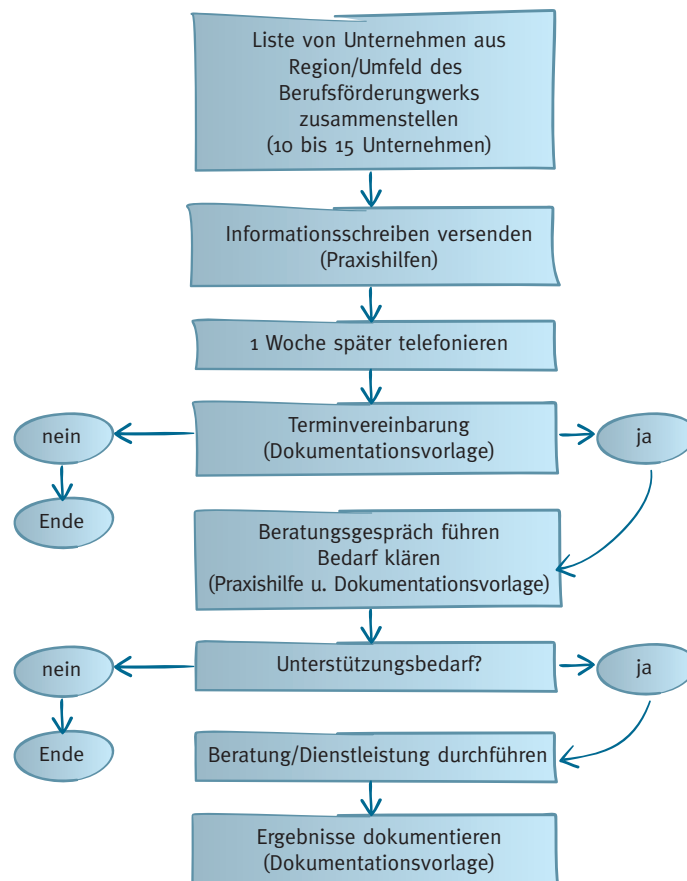 Liste von Unternehmen aus
Region/Umfeld des
Berufsförderungwerks
zusammenstellen
(10 bis 15 Unternehmen)
Informationsschreiben versenden
(Praxishilfen)
1 Woche später telefonieren
nein
Terminvereinbarung
(Dokumentationsvorlage)
ja
Ende
Beratungsgespräch führen
Bedarf klären
(Praxishilfe u. Dokumentationsvorlage)
nein
Unterstützungsbedarf?
ja
Ende
Beratung/Dienstleistung durchführen
Ergebnisse dokumentieren
(Dokumentationsvorlage)